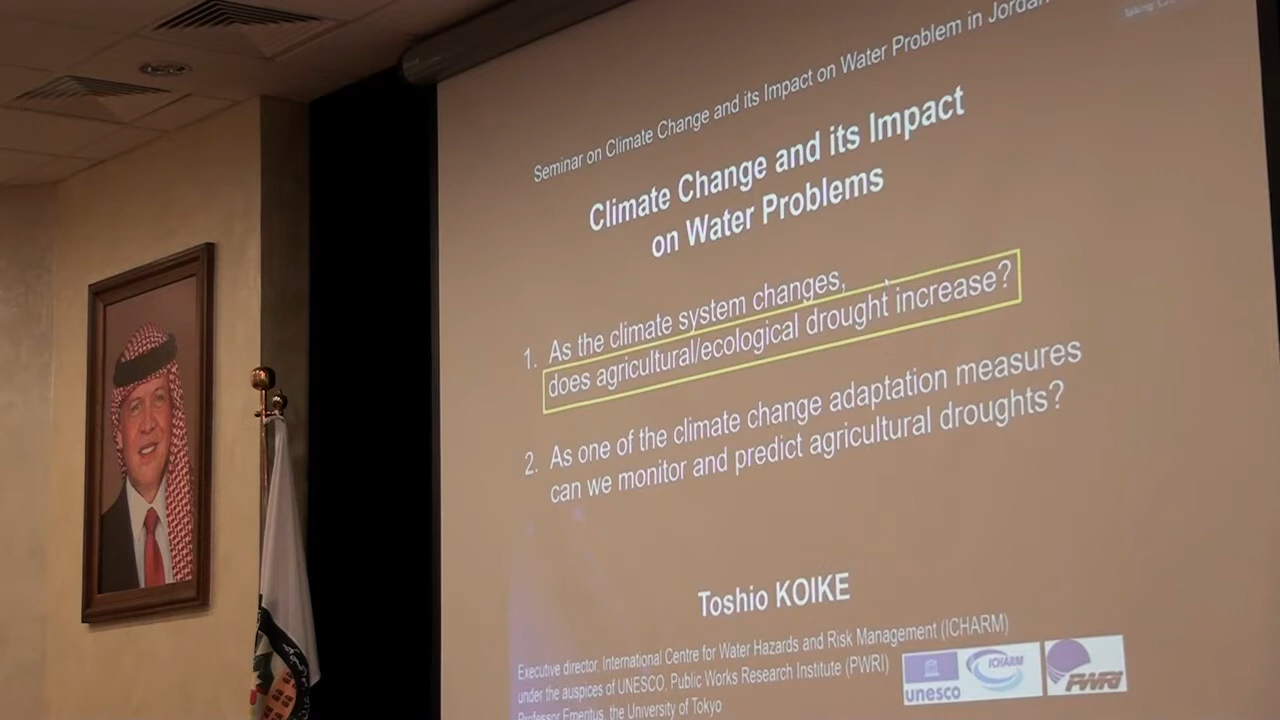 Seminar on Climate Change and its Impact on Water Problem in Jordan
Climate Change and its Impact
on Water Problems
1. As the climate system changes,
does agricultural/ecological drought increase?
2. As one of the climate change adaptation measures
can we monitor and predict agricultural droughts?
Toshio KOIKE
Executive director, International Centre for Water Hazards and Risk Management (ICHARM)
under the auspices of UNESCO, Public Works Research Institute (PWRI)
Professor Emeritus, the University of Tokyo
unesco
ICHARM
PWRI